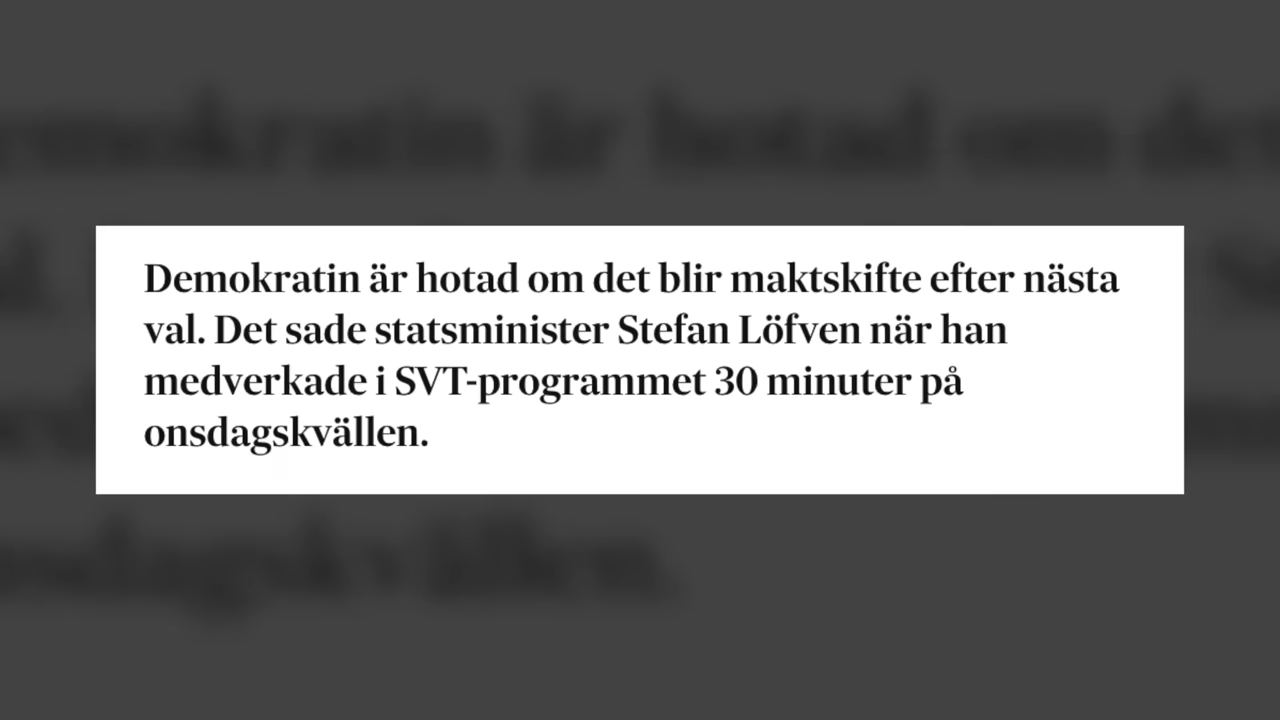 Demokratin är hotad om det blir maktskifte efter nästa
val. Det sade statsminister Stefan Löfven när han
medverkade i SVT-programmet 30 minuter på
onsdagskvällen.